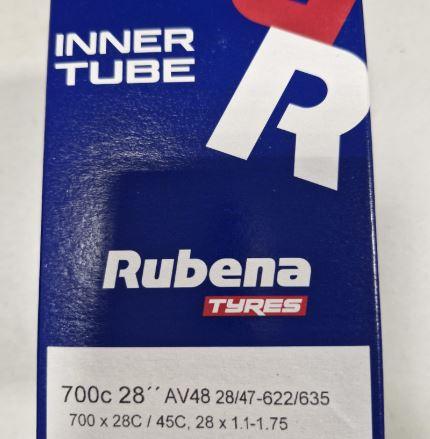 INNER
TUBE
R
Rubena
TYRES
700c 28´´ AV48 28/47-622/635
700 x 28C / 45C, 28 x 1.1-1.75